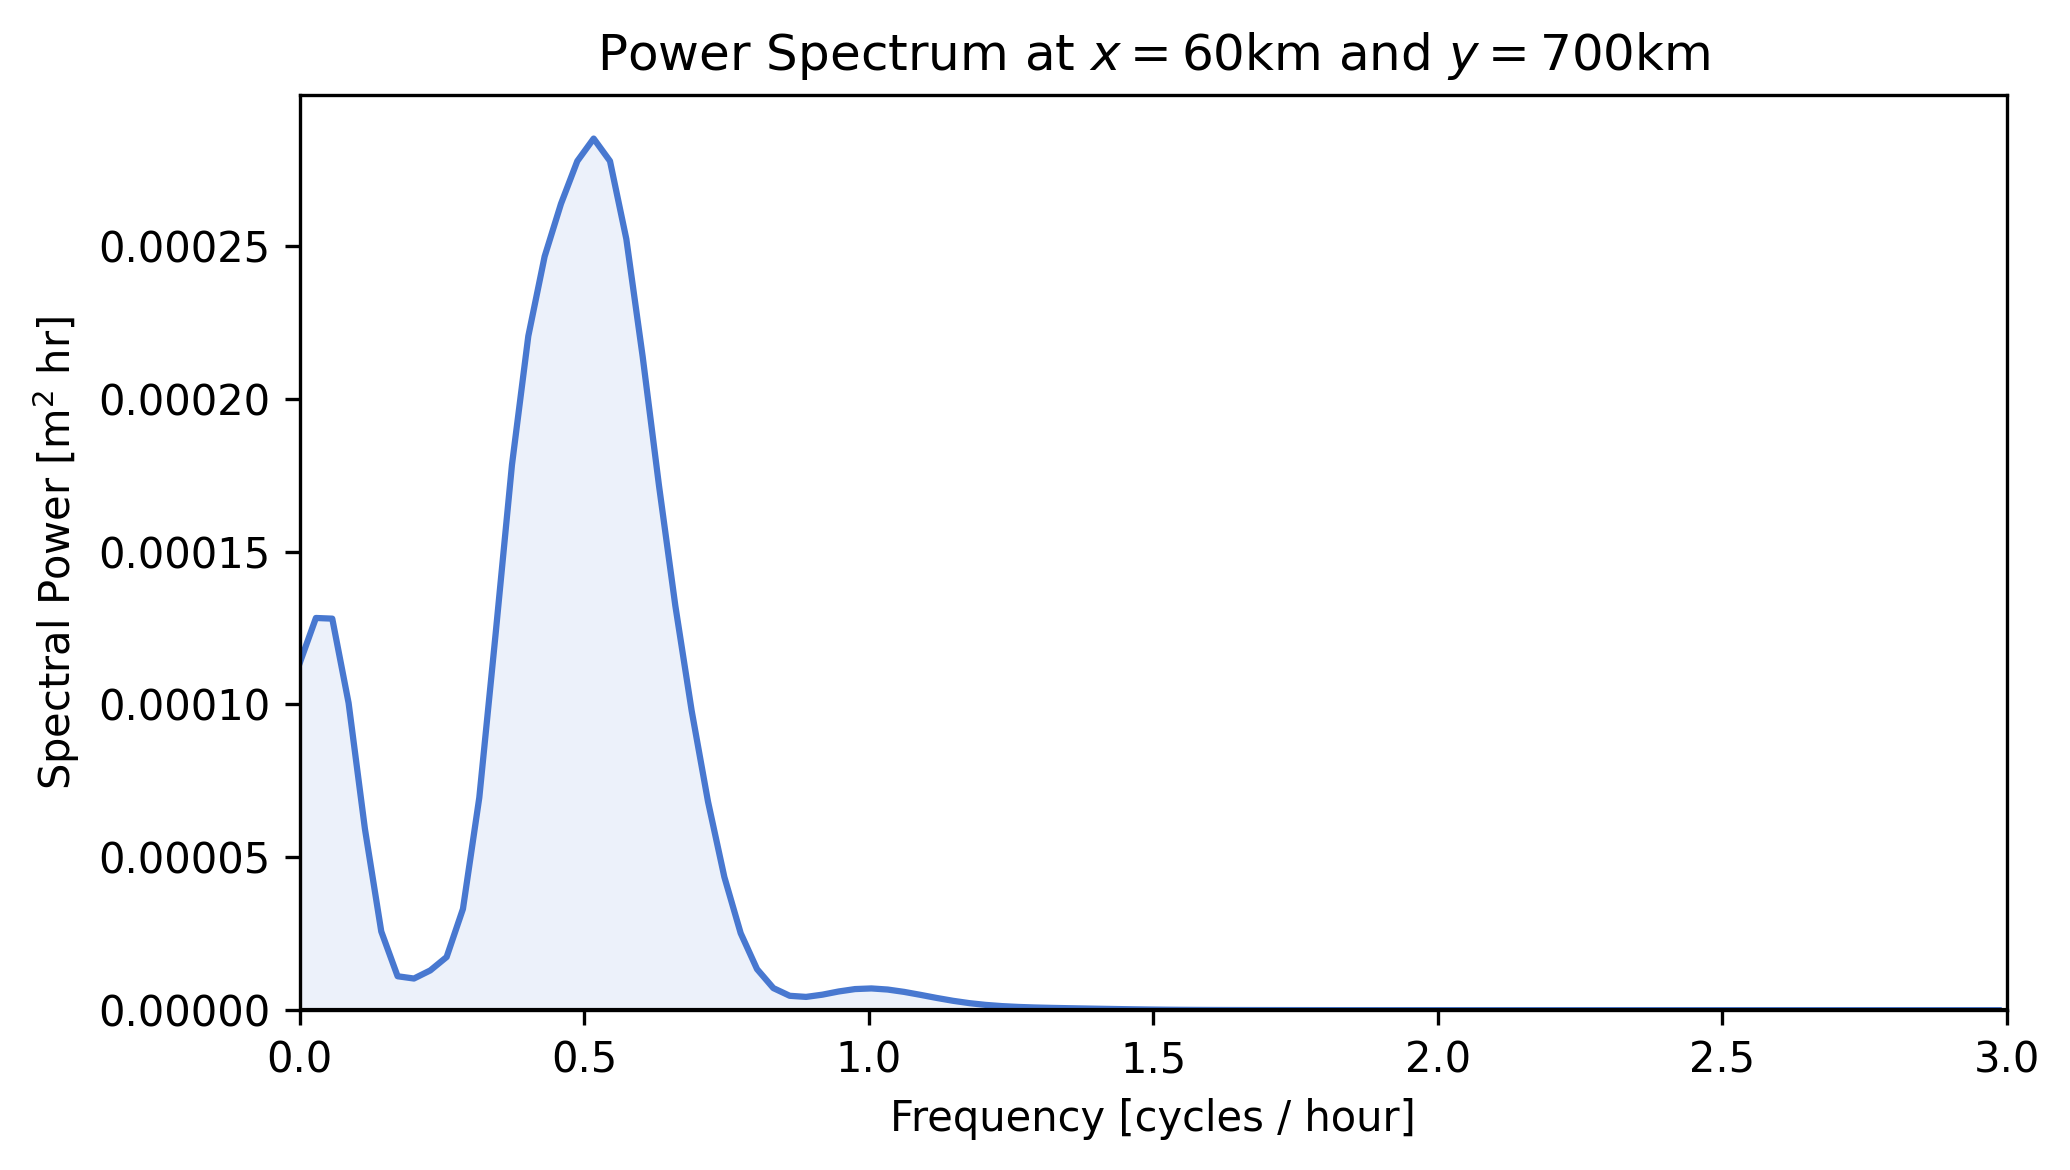 Power Spectrum at x = 60km and y = 700km
Spectral Power [m² hr]
0.00025
0.00020
0.00015
0.00010
0.00005
0.00000
0.0 0.5 1.0 1.5 2.0 2.5 3.0
Frequency [cycles / hour]